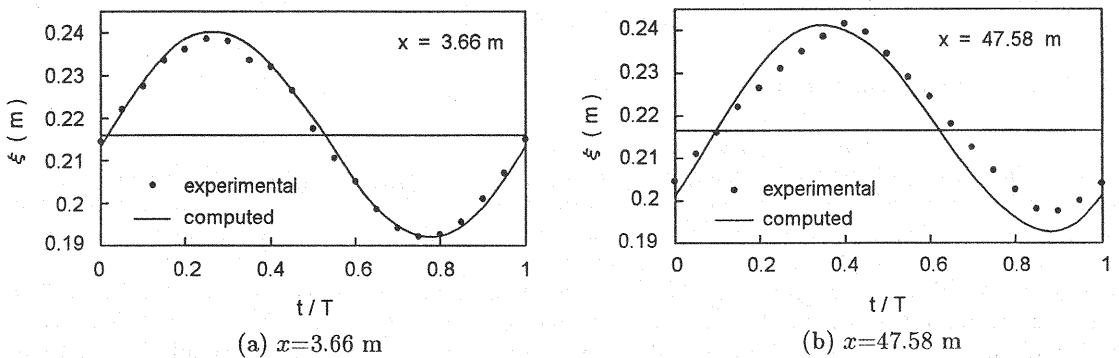 0.24
0.23
0.22
0.21
0.2
0.19
ξ ( m )
x = 3.66 m
experimental
computed
0 0.2 0.4 0.6 0.8 1
t / T
(a) x=3.66 m
0.24
0.23
0.22
0.21
0.2
0.19
ξ ( m )
x = 47.58 m
experimental
computed
0 0.2 0.4 0.6 0.8 1
t / T
(b) x=47.58 m